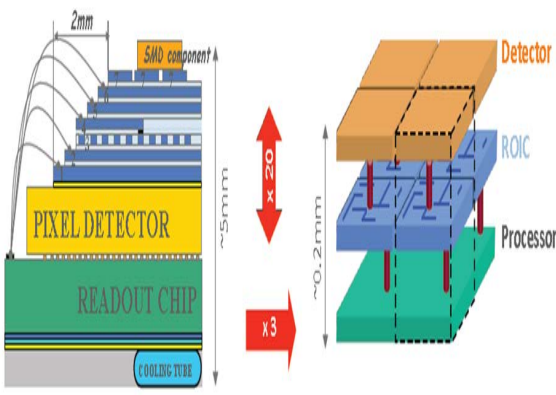 2mm
SMD component
PIXEL DETECTOR
READOUT CHIP
COOLING TUBE
~5mm
x 20
x3
~0.2mm
Detector
ROIC
Processor